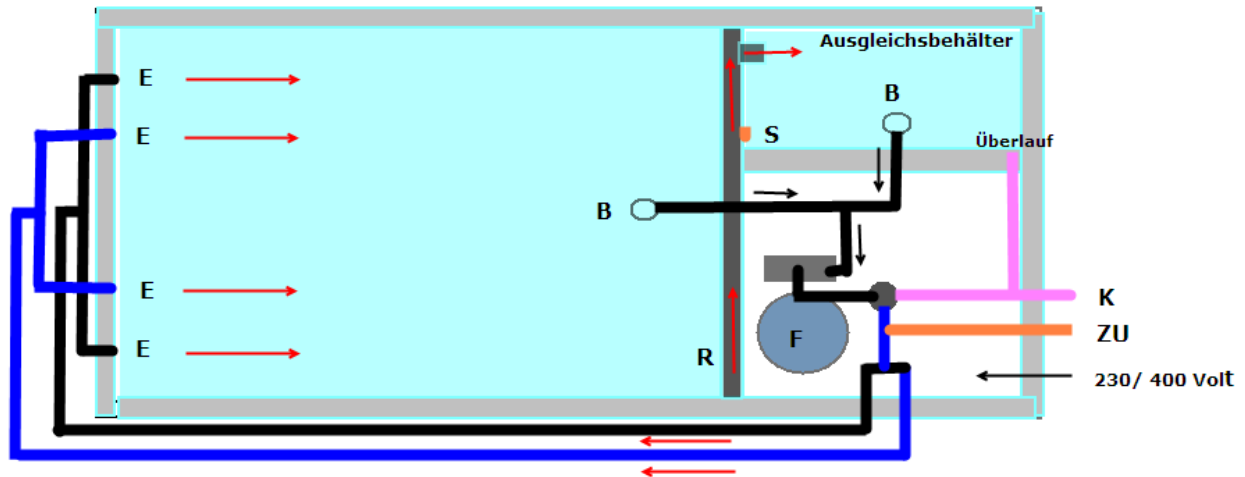 Ausgleichsbehälter
E
B
E
S
Überlauf
B
E
K
ZU
F
E
R
230/ 400 Volt